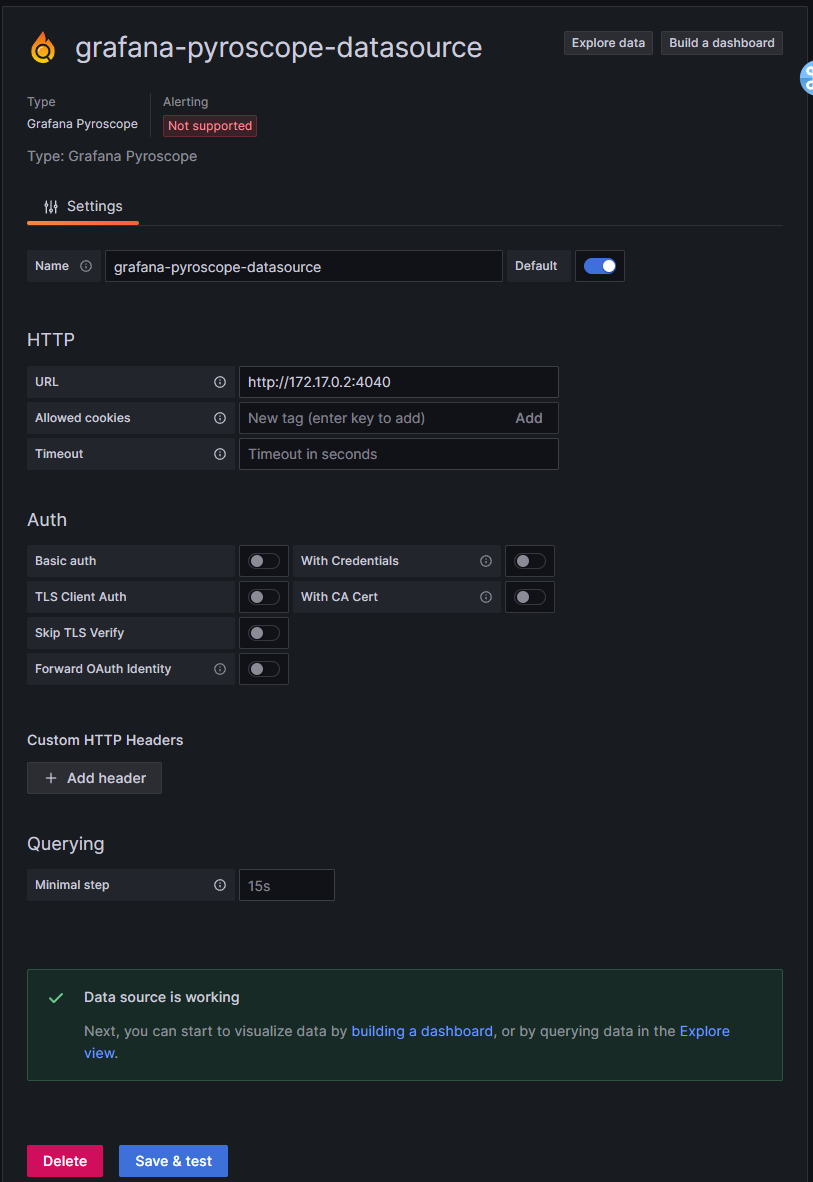 grafana-pyroscope-datasource
Explore data
Build a dashboard
Type
Alerting
Grafana Pyroscope
Not supported
Type: Grafana Pyroscope
Settings
Name
grafana-pyroscope-datasource
Default
HTTP
URL
http://172.17.0.2:4040
Allowed cookies
New tag (enter key to add)
Add
Timeout
Timeout in seconds
Auth
Basic auth
With Credentials
TLS Client Auth
With CA Cert
Skip TLS Verify
Forward OAuth Identity
Custom HTTP Headers
Add header
Querying
Minimal step
15s
Data source is working
Next, you can start to visualize data by building a dashboard, or by querying data in the Explore
view.
Delete
Save & test